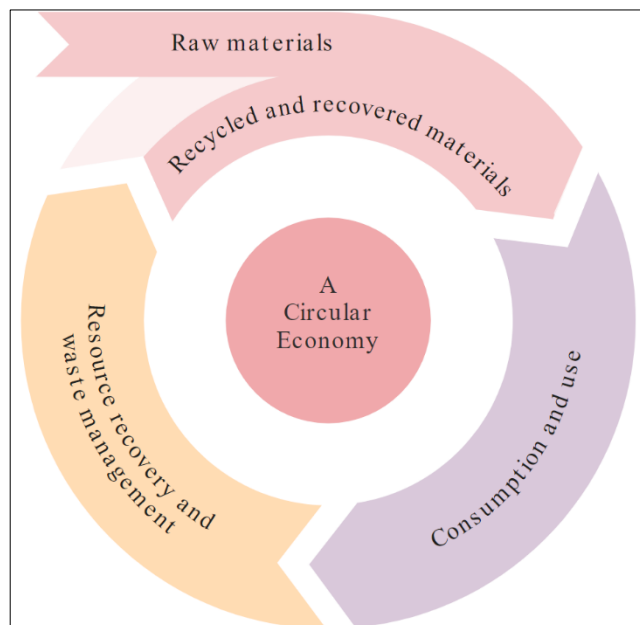 Raw materials
Recycled and recovered materials
A
Circular
Economy
Resource recovery and
waste management
Consumption and use